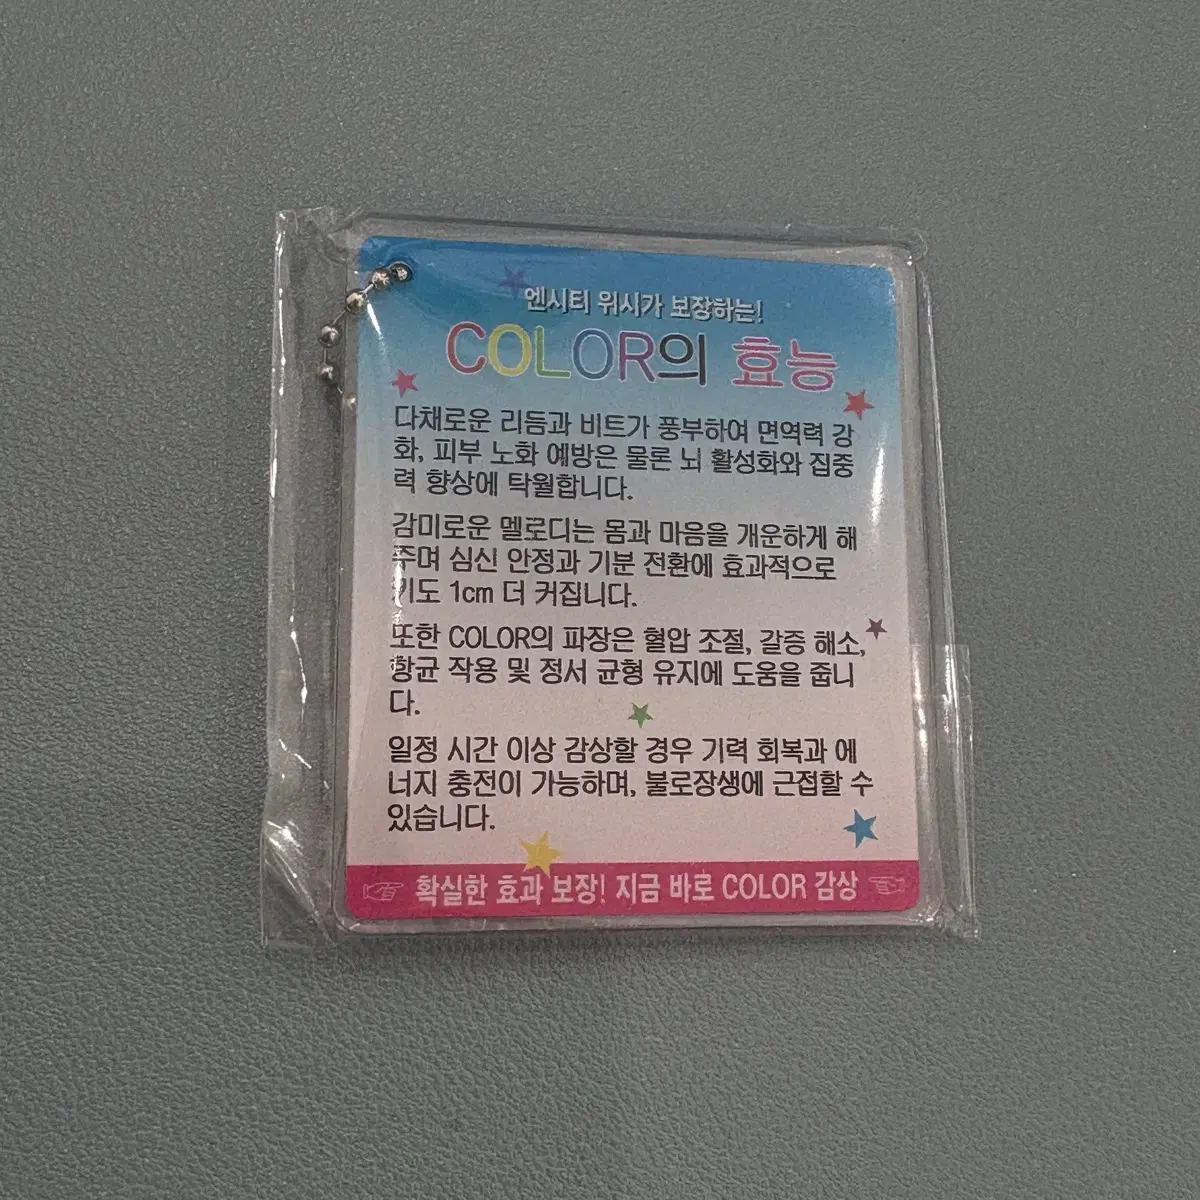 엔시티 위시가 보장하는!
COLOR의 효능
다채로운 리듬과 비트가 풍부하여 면역력 강
화, 피부 노화 예방은 물론 뇌 활성화와 집중
력 향상에 탁월합니다.
감미로운 멜로디는 몸과 마음을 개운하게 해
주며 심신 안정과 기분 전환에 효과적으로
키도 1cm 더 커집니다.
또한 COLOR의 파장은 혈압 조절, 갈증 해소,
항균 작용 및 정서 균형 유지에 도움을 줍니
다.
일정 시간 이상 감상할 경우 기력 회복과 에
너지 충전이 가능하며, 불로장생에 근접할 수
있습니다.
확실한 효과 보장! 지금 바로 COLOR 감상